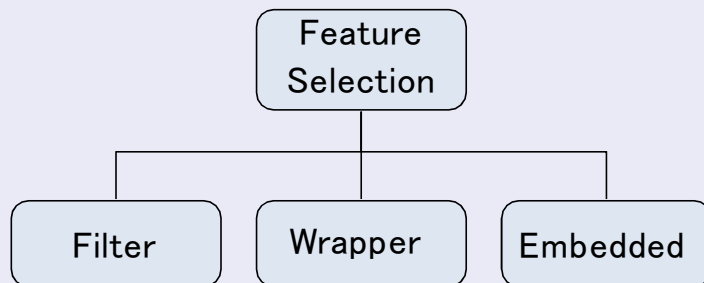 Feature
Selection
Filter
Wrapper
Embedded